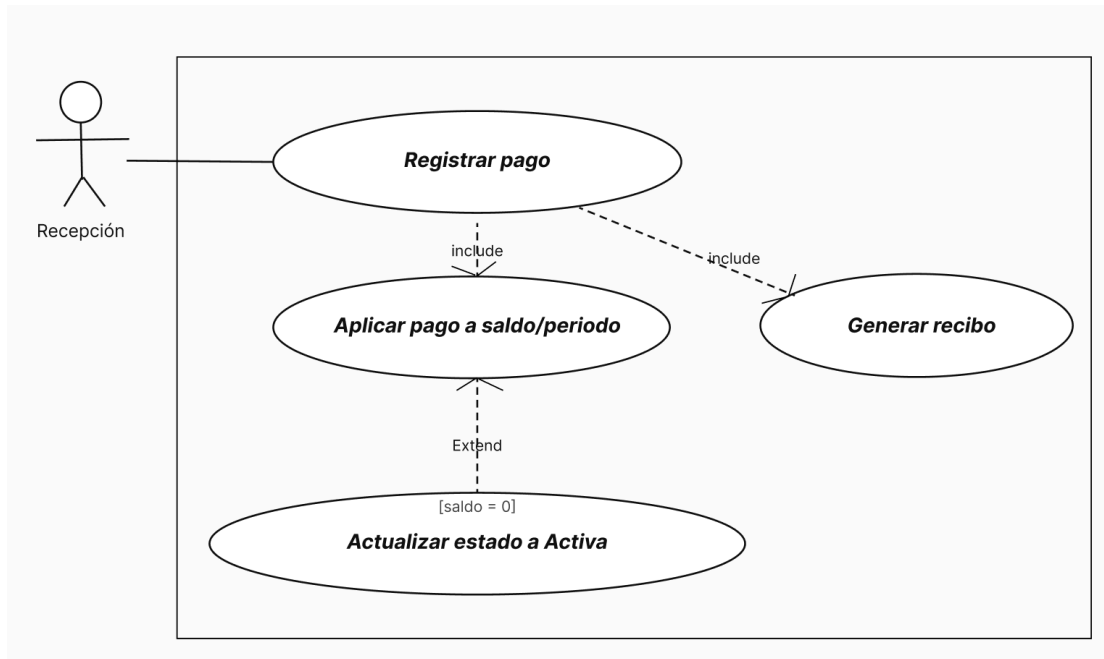 Registrar pago
Recepción
include
include
Aplicar pago a saldo/periodo
Generar recibo
Extend
[saldo = 0]
Actualizar estado a Activa